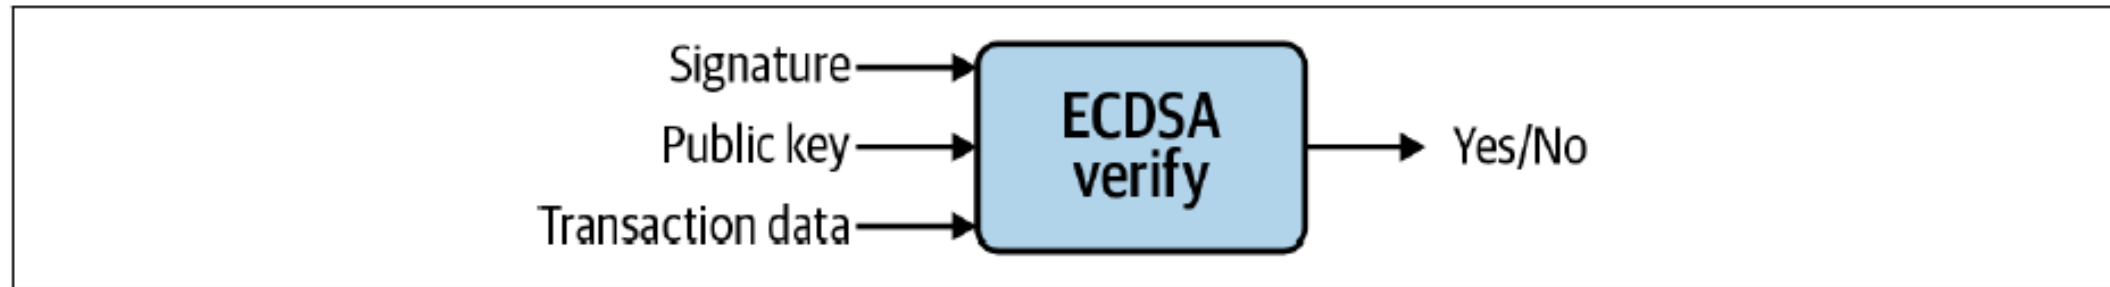 Signature
Public key
Transaction data
ECDSA
verify
Yes/No